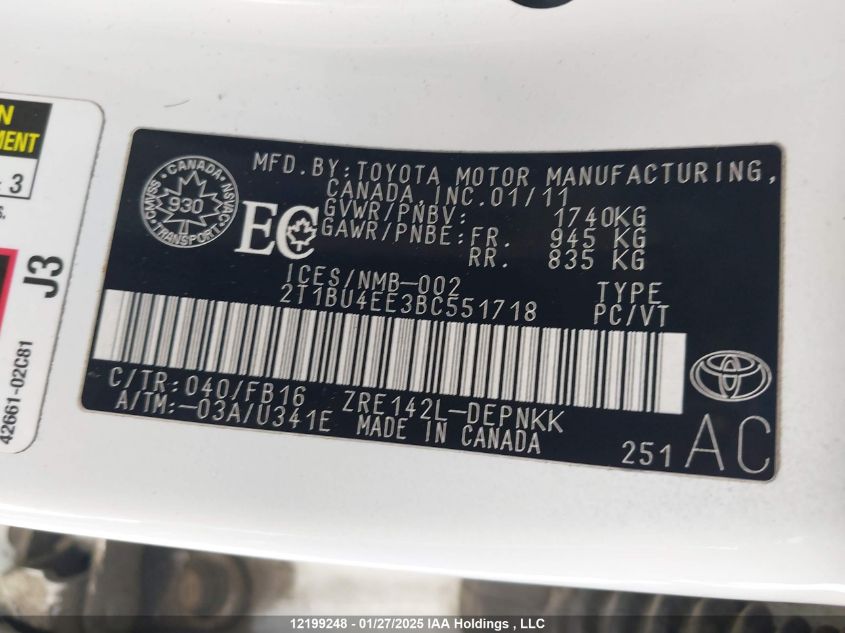 N
MENT
: 3
s.
J3
42661-02C81
CANADA
CMVSS
930
NSVAC
TRANSPORT
EC
MFD.BY:TOYOTA MOTOR MANUFACTURING,
CANADA,INC.01/11
GVWR/PNBV: 1740KG
GAWR/PNBE:FR. 945 KG
RR. 835 KG
ICES/NMB-002
2T1BU4EE3BC551718
TYPE
PC/VT
C/TR:040/FB16 ZRE142L-DEPNKK
A/TM:-03A/U341E MADE IN CANADA
251 AC
12199248 - 01/27/2025 IAA Holdings , LLC